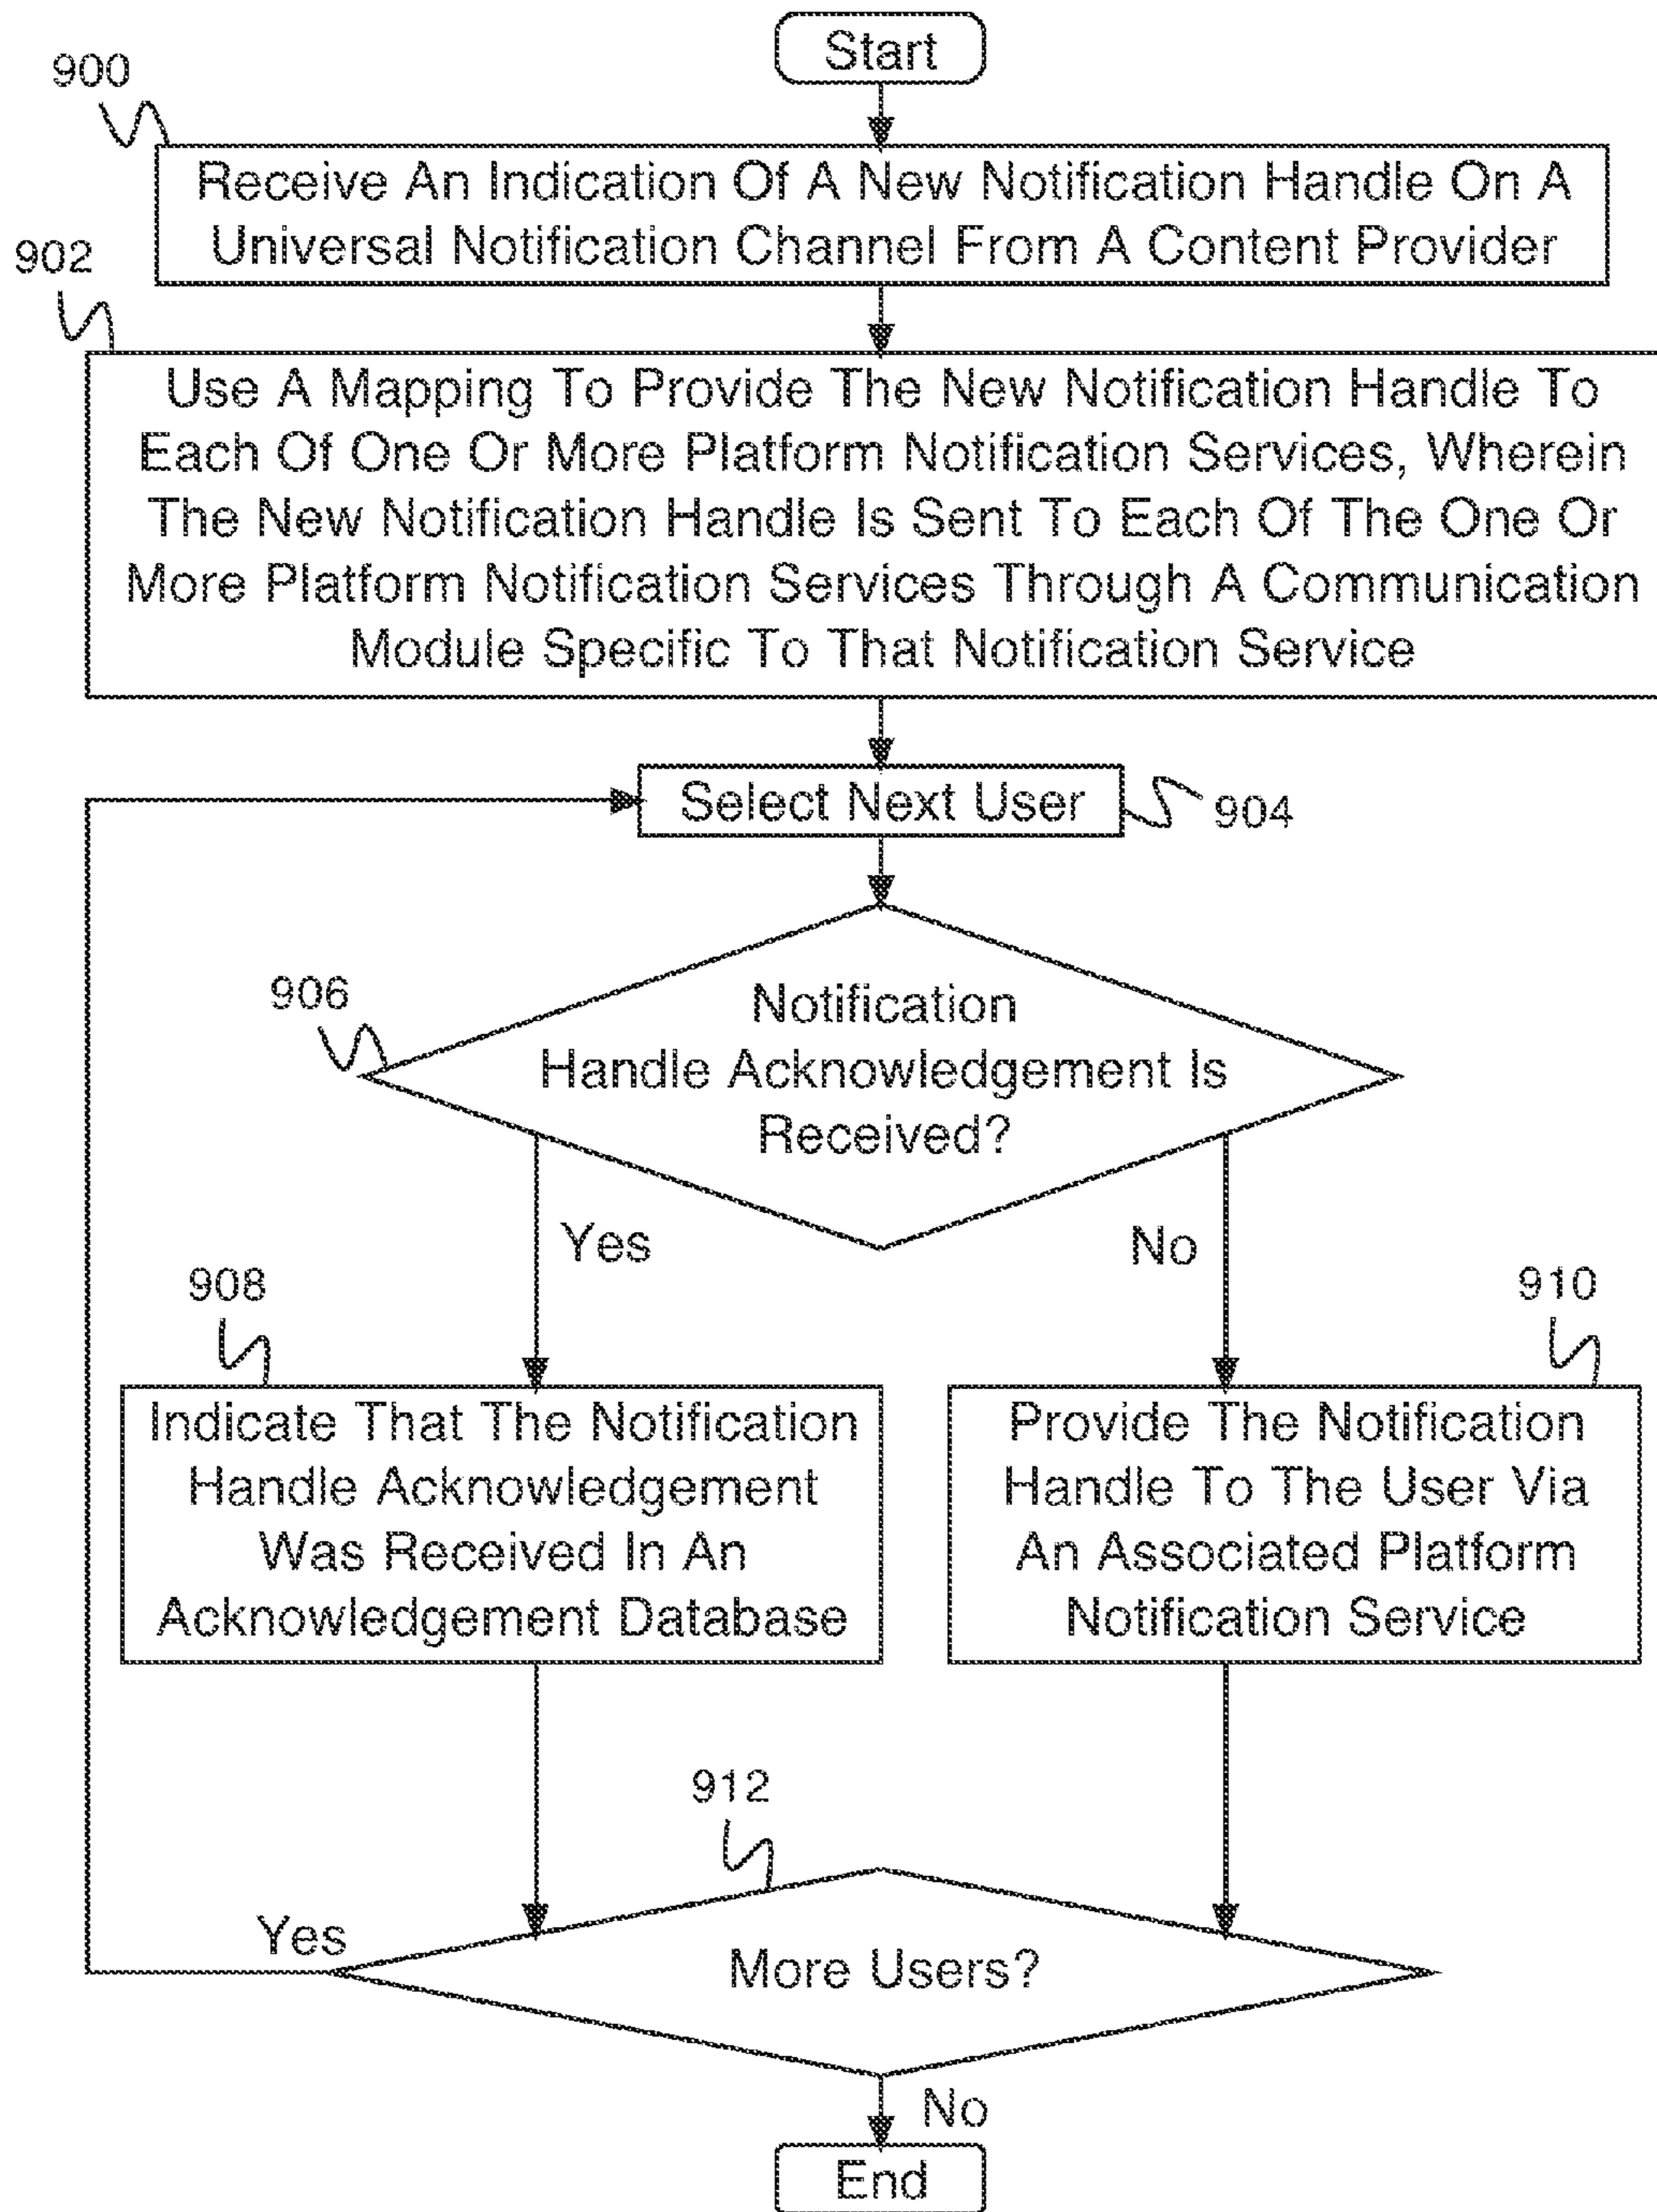 Start
900
Receive An Indication Of A New Notification Handle On A
Universal Notification Channel From A Content Provider
902
Use A Mapping To Provide The New Notification Handle To
Each Of One Or More Platform Notification Services, Wherein
The New Notification Handle Is Sent To Each Of The One Or
More Platform Notification Services Through A Communication
Module Specific To That Notification Service
Select Next User
904
906
Notification
Handle Acknowledgement Is
Received?
Yes
No
908
Indicate That The Notification
Handle Acknowledgement
Was Received In An
Acknowledgement Database
910
Provide The Notification
Handle To The User Via
An Associated Platform
Notification Service
912
More Users?
Yes
No
End